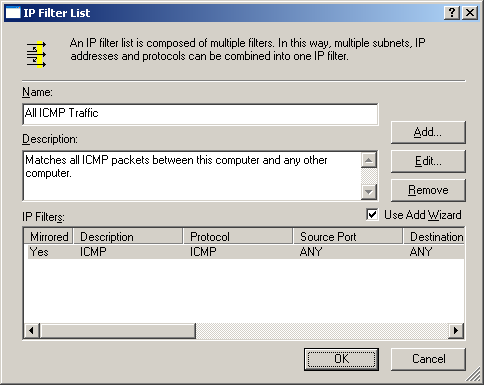 IP Filter List
An IP filter list is composed of multiple filters. In this way, multiple subnets, IP
addresses and protocols can be combined into one IP filter.
Name:
All ICMP Traffic
Add...
Description:
Matches all ICMP packets between this computer and any other
computer.
Edit...
Remove
IP Filters:
Use Add Wizard
Mirrored Description Protocol Source Port Destination
Yes ICMP ICMP ANY ANY
OK Cancel